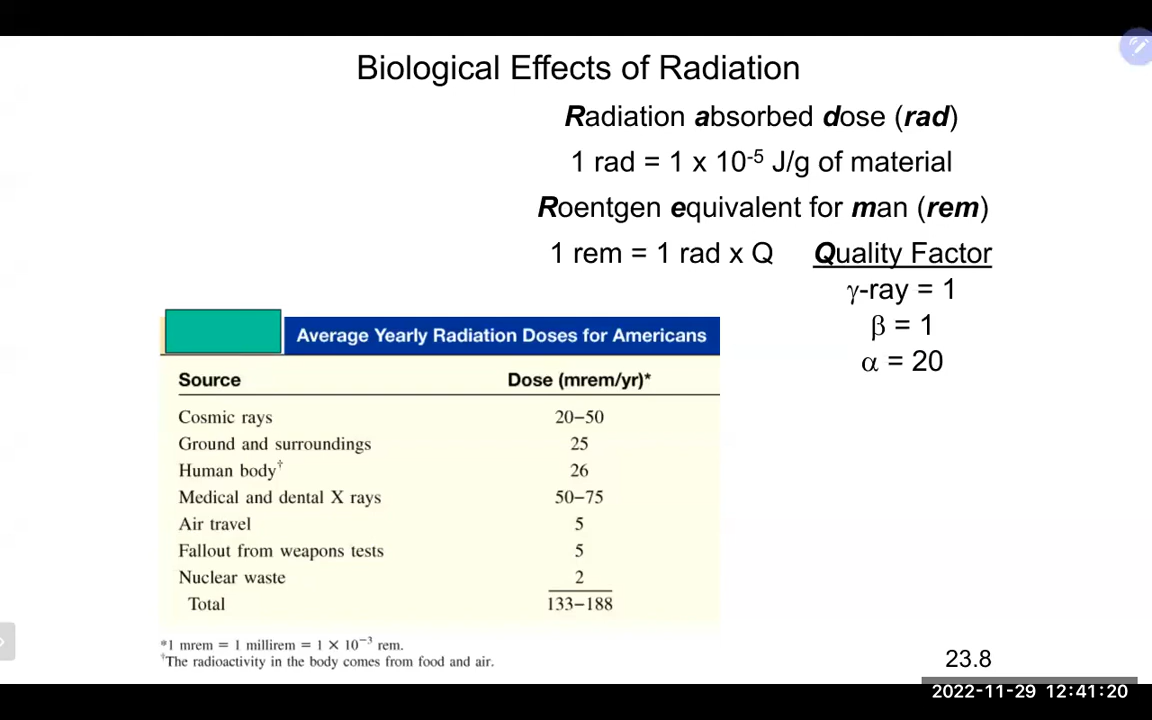 Biological Effects of Radiation
Radiation absorbed dose (rad)
1 rad = 1 x 10⁻⁵ J/g of material
Roentgen equivalent for man (rem)
1 rem = 1 rad x Q
Quality Factor
γ-ray = 1
β = 1
α = 20
Average Yearly Radiation Doses for Americans
Source Dose (mrem/yr)*
Cosmic rays 20–50
Ground and surroundings 25
Human body† 26
Medical and dental X rays 50–75
Air travel 5
Fallout from weapons tests 5
Nuclear waste 2
Total 133–188
*1 mrem = 1 millirem = 1 × 10⁻³ rem.
†The radioactivity in the body comes from food and air.
23.8
2022-11-29 12:41:20